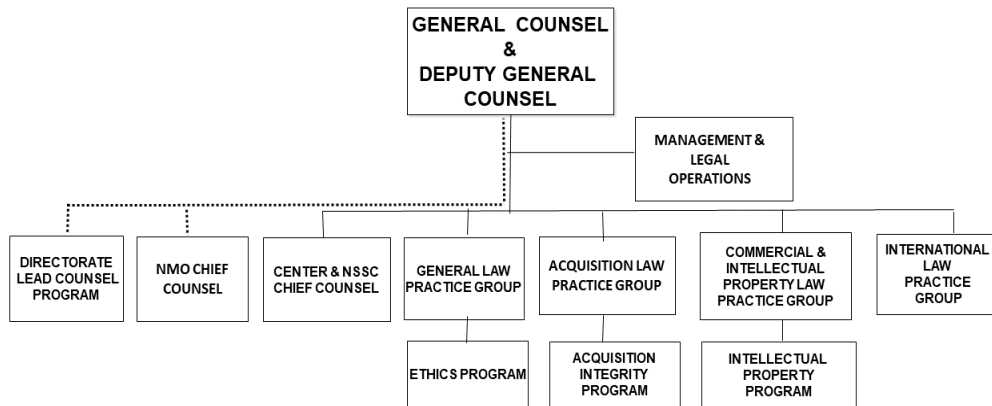 GENERAL COUNSEL
&
DEPUTY GENERAL
COUNSEL
MANAGEMENT &
LEGAL
OPERATIONS
DIRECTORATE
LEAD COUNSEL
PROGRAM
NMO CHIEF
COUNSEL
CENTER & NSSC
CHIEF COUNSEL
GENERAL LAW
PRACTICE GROUP
ACQUISITION LAW
PRACTICE GROUP
COMMERCIAL &
INTELLECTUAL
PROPERTY LAW
PRACTICE GROUP
INTERNATIONAL
LAW
PRACTICE
GROUP
ETHICS PROGRAM
ACQUISITION
INTEGRITY
PROGRAM
INTELLECTUAL
PROPERTY
PROGRAM